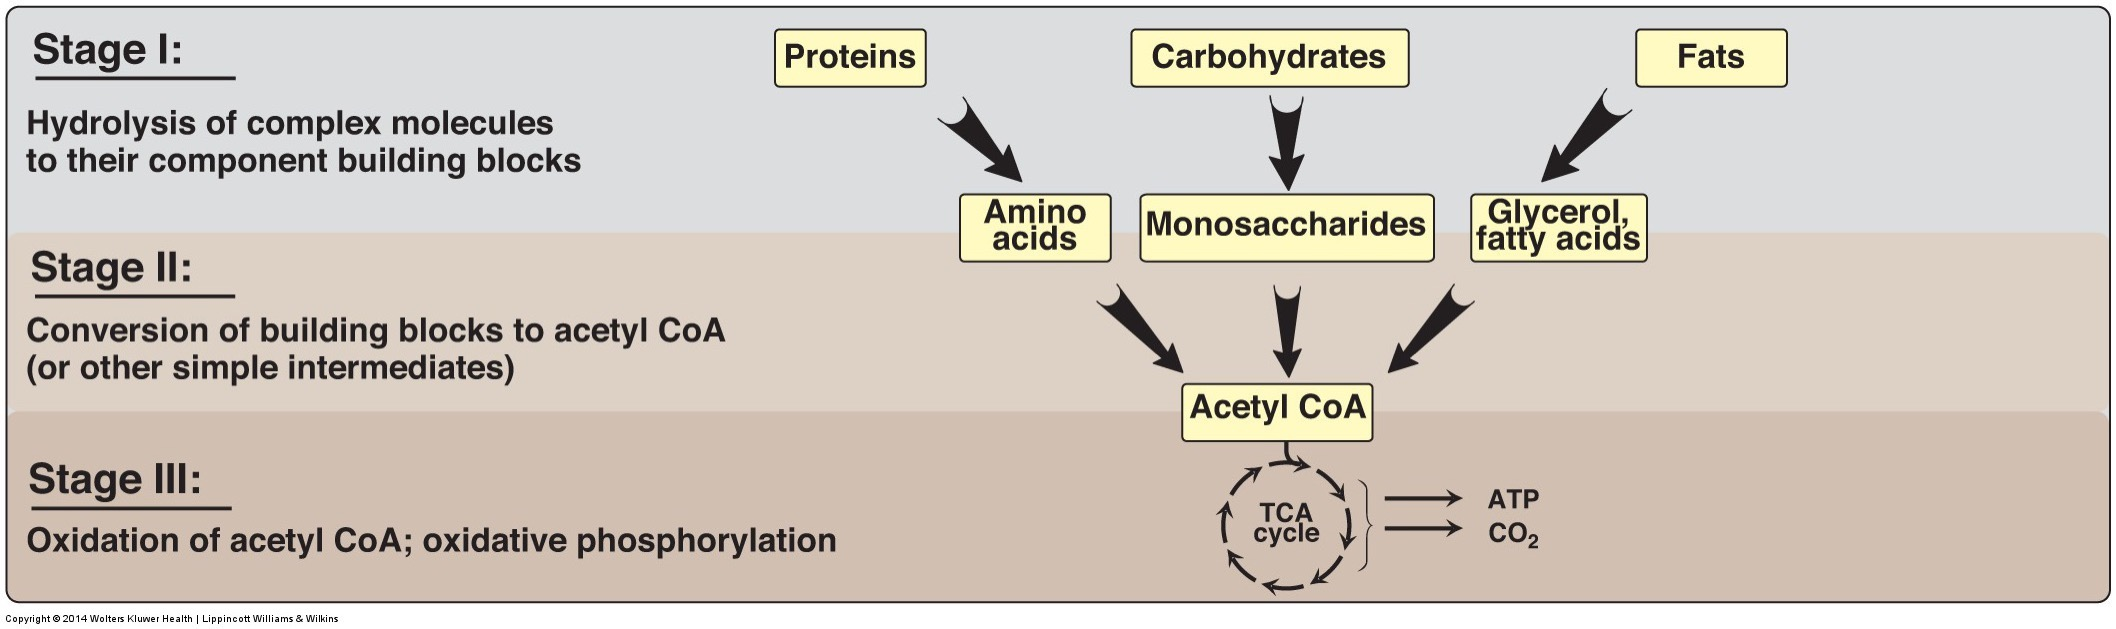 Stage I:
Proteins
Carbohydrates
Fats
Hydrolysis of complex molecules
to their component building blocks
Amino
acids
Monosaccharides
Glycerol,
fatty acids
Stage II:
Conversion of building blocks to acetyl CoA
(or other simple intermediates)
Acetyl CoA
Stage III:
Oxidation of acetyl CoA; oxidative phosphorylation
TCA
cycle
ATP
CO₂
Copyright © 2014 Wolters Kluwer Health | Lippincott Williams & Wilkins